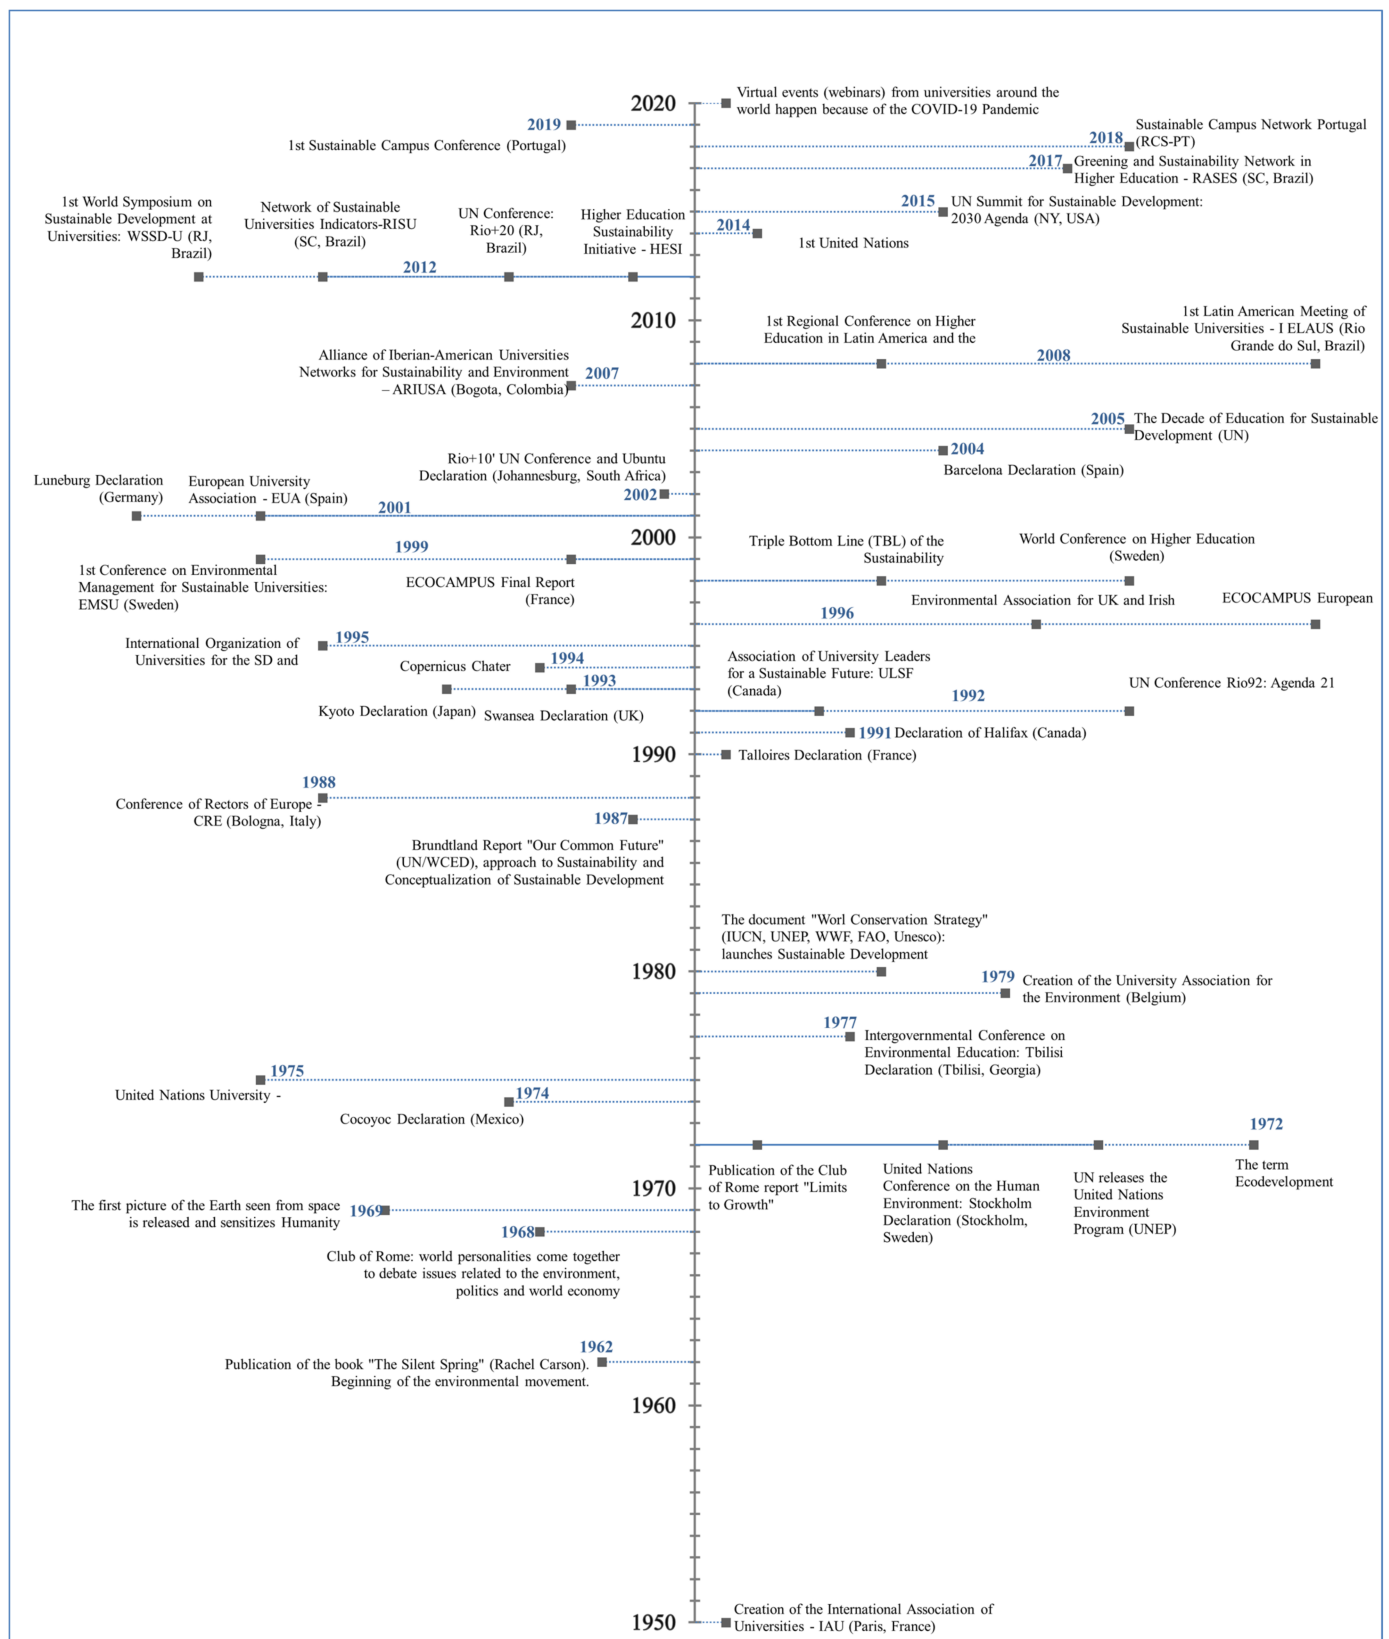 2020
Virtual events (webinars) from universities around the
world happen because of the COVID-19 Pandemic
2019
1st Sustainable Campus Conference (Portugal)
2018
Sustainable Campus Network Portugal
(RCS-PT)
2017
Greening and Sustainability Network in
Higher Education - RASES (SC, Brazil)
2015
UN Summit for Sustainable Development:
2030 Agenda (NY, USA)
2014
1st United Nations
1st World Symposium on
Sustainable Development at
Universities: WSSD-U (RJ,
Brazil)
Network of Sustainable
Universities Indicators-RISU
(SC, Brazil)
UN Conference:
Rio+20 (RJ,
Brazil)
Higher Education
Sustainability
Initiative - HESI
2012
2010
1st Regional Conference on Higher
Education in Latin America and the
1st Latin American Meeting of
Sustainable Universities - I ELAUS (Rio
Grande do Sul, Brazil)
2008
Alliance of Iberian-American Universities
Networks for Sustainability and Environment
– ARIUSA (Bogota, Colombia)
2007
2005
The Decade of Education for Sustainable
Development (UN)
2004
Barcelona Declaration (Spain)
Rio+10' UN Conference and Ubuntu
Declaration (Johannesburg, South Africa)
2002
Luneburg Declaration
(Germany)
European University
Association - EUA (Spain)
2001
2000
1999
1st Conference on Environmental
Management for Sustainable Universities:
EMSU (Sweden)
ECOCAMPUS Final Report
(France)
Triple Bottom Line (TBL) of the
Sustainability
World Conference on Higher Education
(Sweden)
Environmental Association for UK and Irish
ECOCAMPUS European
1996
1995
International Organization of
Universities for the SD and
1994
Copernicus Chater
1993
Kyoto Declaration (Japan)
Swansea Declaration (UK)
Association of University Leaders
for a Sustainable Future: ULSF
(Canada)
1992
UN Conference Rio92: Agenda 21
1991
Declaration of Halifax (Canada)
1990
Talloires Declaration (France)
1988
Conference of Rectors of Europe -
CRE (Bologna, Italy)
1987
Brundtland Report "Our Common Future"
(UN/WCED), approach to Sustainability and
Conceptualization of Sustainable Development
The document "Worl Conservation Strategy"
(IUCN, UNEP, WWF, FAO, Unesco):
launches Sustainable Development
1980
1979
Creation of the University Association for
the Environment (Belgium)
1977
Intergovernmental Conference on
Environmental Education: Tbilisi
Declaration (Tbilisi, Georgia)
1975
United Nations University -
1974
Cocoyoc Declaration (Mexico)
1972
Publication of the Club
of Rome report "Limits
to Growth"
United Nations
Conference on the Human
Environment: Stockholm
Declaration (Stockholm,
Sweden)
UN releases the
United Nations
Environment
Program (UNEP)
The term
Ecodevelopment
1970
The first picture of the Earth seen from space
is released and sensitizes Humanity
1969
1968
Club of Rome: world personalities come together
to debate issues related to the environment,
politics and world economy
1962
Publication of the book "The Silent Spring" (Rachel Carson).
Beginning of the environmental movement.
1960
1950
Creation of the International Association of
Universities - IAU (Paris, France)